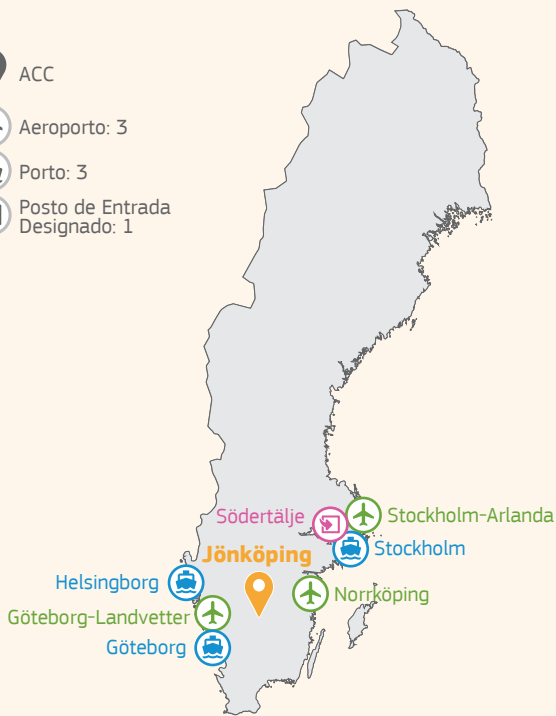 ACC
Aeroporto: 3
Porto: 3
Posto de Entrada
Designado: 1
Södertälje
Stockholm-Arlanda
Stockholm
Jönköping
Helsingborg
Norrköping
Göteborg-Landvetter
Göteborg